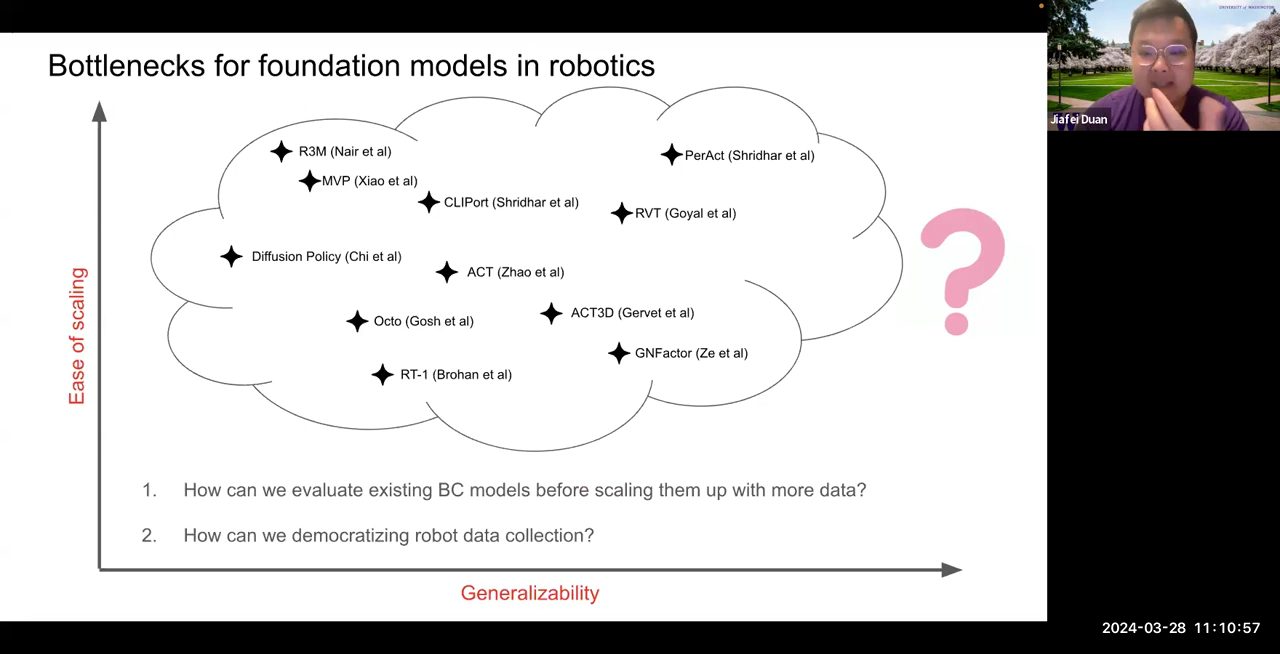 Bottlenecks for foundation models in robotics
UNIVERSITY of WASHINGTON
Jiafei Duan
R3M (Nair et al)
PerAct (Shridhar et al)
MVP (Xiao et al)
CLIPort (Shridhar et al)
RVT (Goyal et al)
Diffusion Policy (Chi et al)
ACT (Zhao et al)
ACT3D (Gervet et al)
Octo (Gosh et al)
GNFactor (Ze et al)
RT-1 (Brohan et al)
Ease of scaling
?
1. How can we evaluate existing BC models before scaling them up with more data?
2. How can we democratizing robot data collection?
Generalizability
2024-03-28 11:10:57